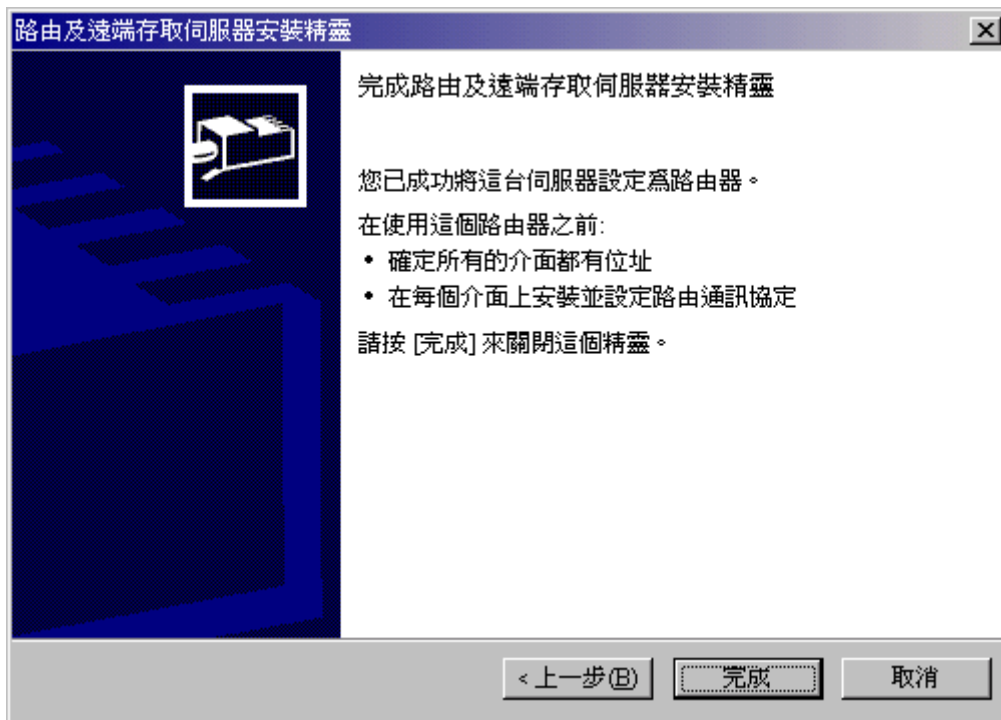 路由及遠端存取伺服器安裝精靈
完成路由及遠端存取伺服器安裝精靈
您已成功將這台伺服器設定為路由器。
在使用這個路由器之前:
• 確定所有的介面都有位址
• 在每個介面上安裝並設定路由通訊協定
請按 [完成] 來關閉這個精靈。
< 上一步(B)
完成
取消